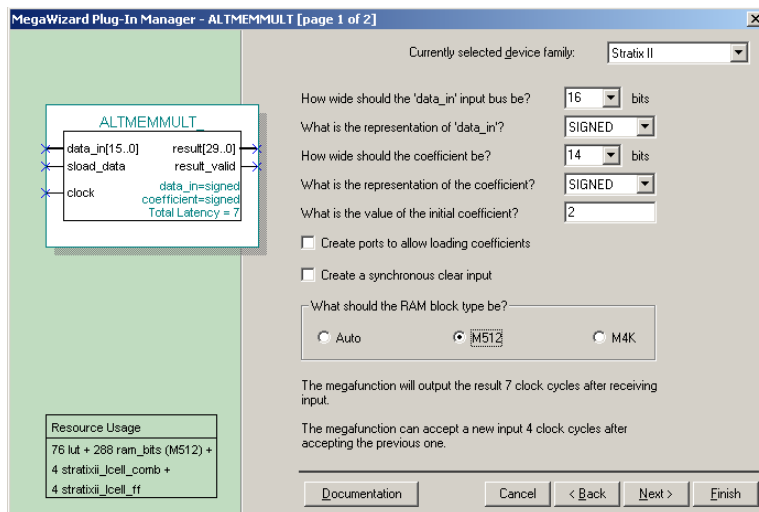 MegaWizard Plug-In Manager - ALTMEMMULT [page 1 of 2]
Currently selected device family: Stratix II
ALTMEMMULT_
data_in[15..0] result[29..0]
sload_data result_valid
clock
data_in=signed
coefficient=signed
Total Latency = 7
How wide should the 'data_in' input bus be? 16 bits
What is the representation of 'data_in'? SIGNED
How wide should the coefficient be? 14 bits
What is the representation of the coefficient? SIGNED
What is the value of the initial coefficient? 2
Create ports to allow loading coefficients
Create a synchronous clear input
What should the RAM block type be?
Auto M512 M4K
The megafunction will output the result 7 clock cycles after receiving
input.
The megafunction can accept a new input 4 clock cycles after
accepting the previous one.
Resource Usage
76 lut + 288 ram_bits (M512) +
4 stratixii_lcell_comb +
4 stratixii_lcell_ff
Documentation Cancel < Back Next > Finish